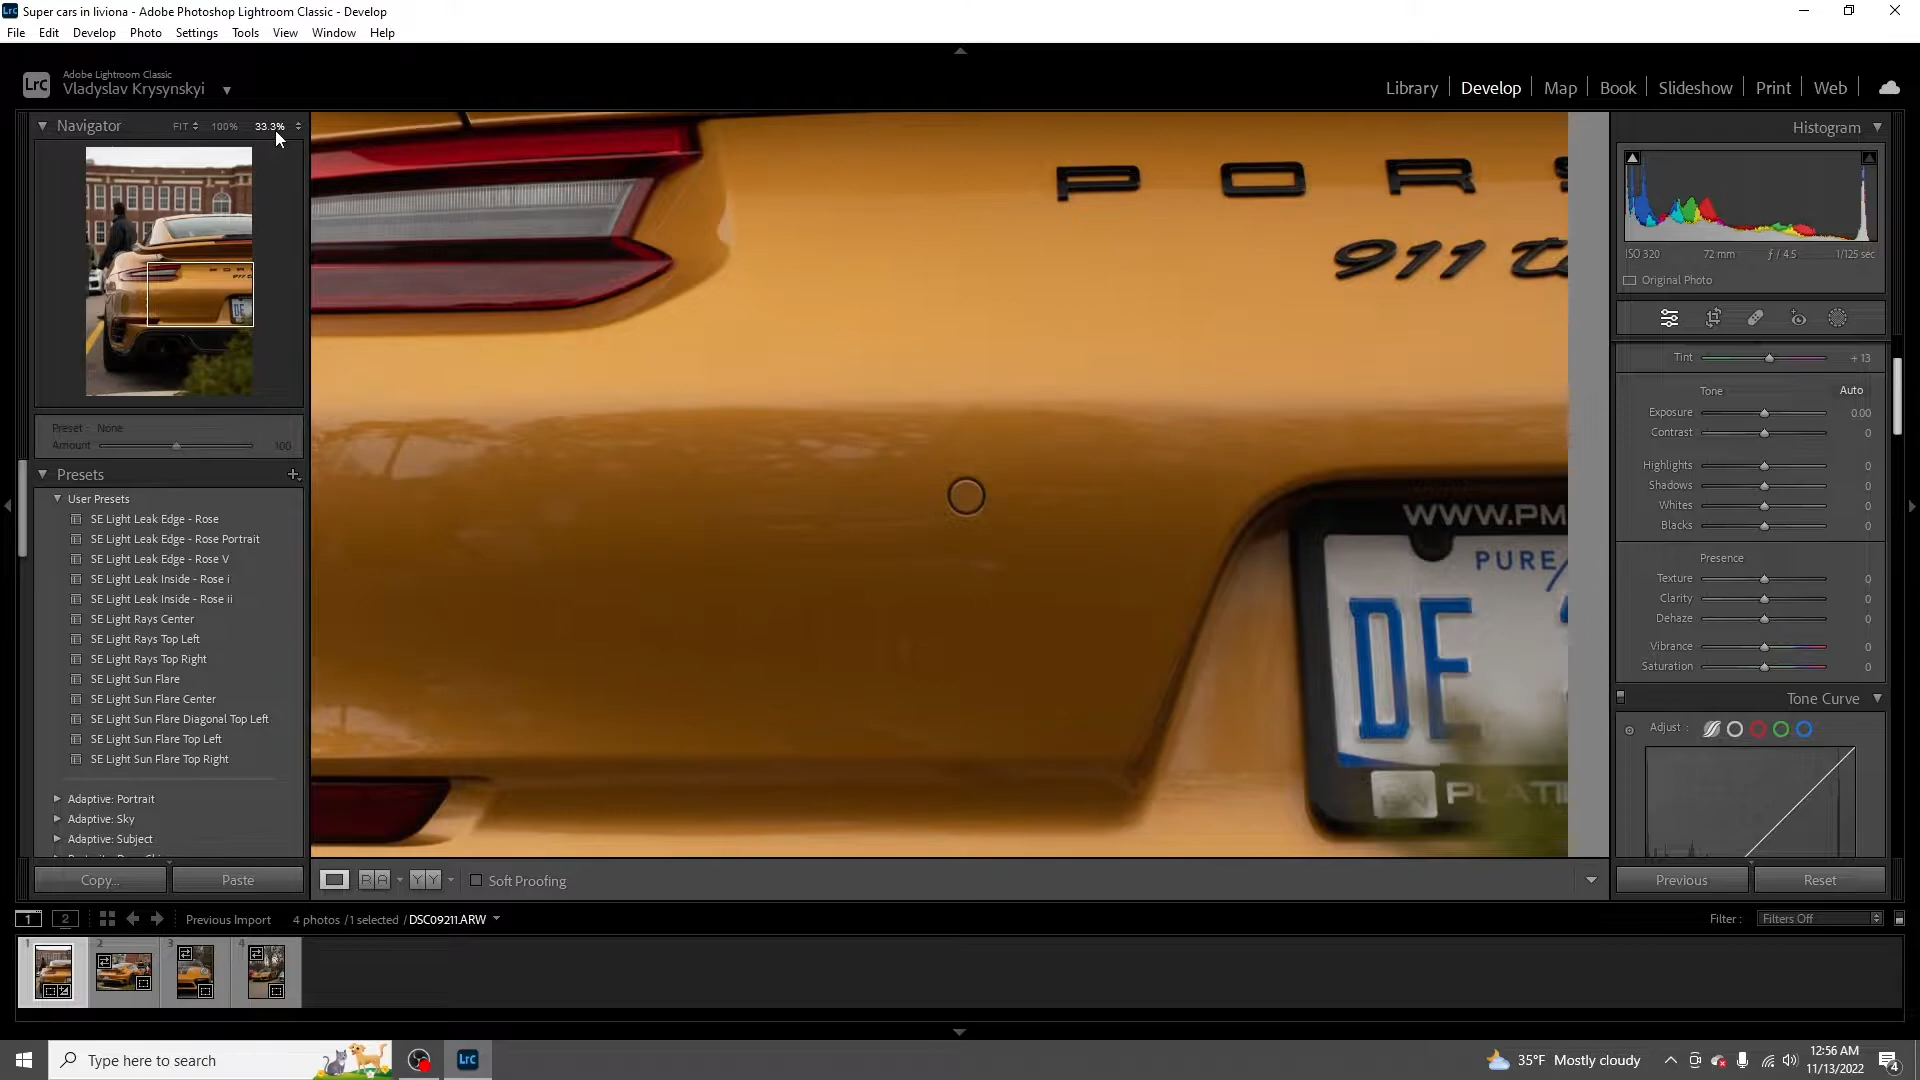 Super cars in liviona - Adobe Photoshop Lightroom Classic - Develop
File Edit Develop Photo Settings Tools View Window Help
Lrc Adobe Lightroom Classic
Vladyslav Krysynskyi
Library Develop Map Book Slideshow Print Web
Navigator FIT 100% 33.3%
Preset : None
Amount 100
Presets
User Presets
SE Light Leak Edge - Rose
SE Light Leak Edge - Rose Portrait
SE Light Leak Edge - Rose V
SE Light Leak Inside - Rose i
SE Light Leak Inside - Rose ii
SE Light Rays Center
SE Light Rays Top Left
SE Light Rays Top Right
SE Light Sun Flare
SE Light Sun Flare Center
SE Light Sun Flare Diagonal Top Left
SE Light Sun Flare Top Left
SE Light Sun Flare Top Right
Adaptive: Portrait
Adaptive: Sky
Adaptive: Subject
Copy... Paste
POR
911
WWW.PM
PURE
DE
PLATI
Soft Proofing
Histogram
ISO 320 72 mm ƒ / 4.5 1/125 sec
Original Photo
Tint + 13
Tone Auto
Exposure 0.00
Contrast 0
Highlights 0
Shadows 0
Whites 0
Blacks 0
Presence
Texture 0
Clarity 0
Dehaze 0
Vibrance 0
Saturation 0
Tone Curve
Adjust :
Previous Reset
1 2 Previous Import 4 photos / 1 selected / DSC09211.ARW Filter : Filters Off
1 2 3 4
Type here to search Lrc 35°F Mostly cloudy 12:56 AM
11/13/2022 4